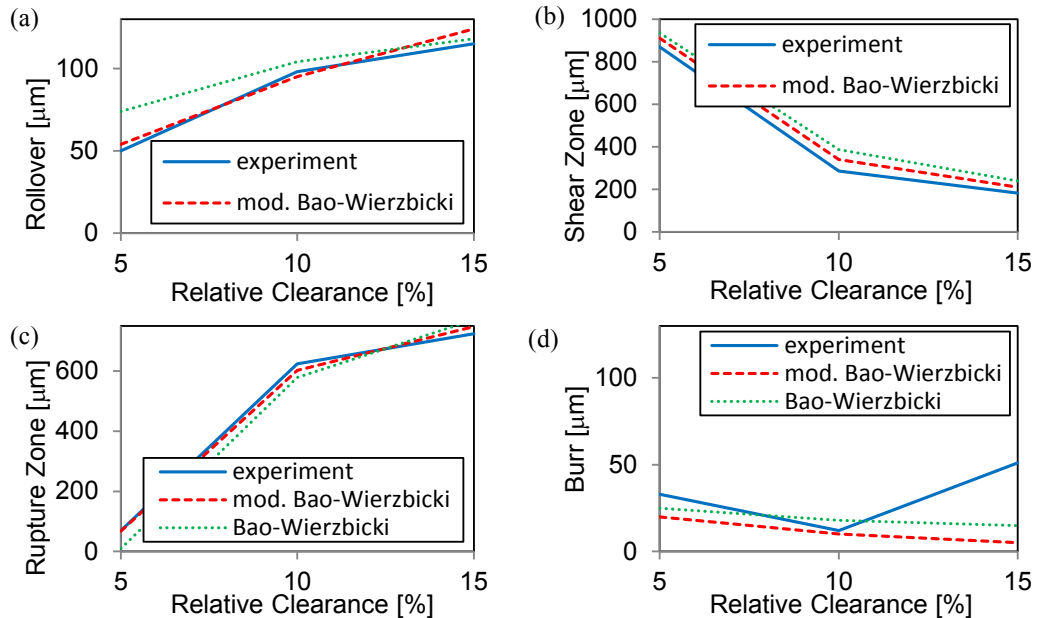 (a)
Rollover [μm]
100
50
0
experiment
mod. Bao-Wierzbicki
5
10
15
Relative Clearance [%]
(b)
Shear Zone [μm]
1000
800
600
400
200
0
experiment
mod. Bao-Wierzbicki
5
10
15
Relative Clearance [%]
(c)
Rupture Zone [μm]
600
400
200
0
experiment
mod. Bao-Wierzbicki
Bao-Wierzbicki
5
10
15
Relative Clearance [%]
(d)
Burr [μm]
100
50
0
experiment
mod. Bao-Wierzbicki
Bao-Wierzbicki
5
10
15
Relative Clearance [%]